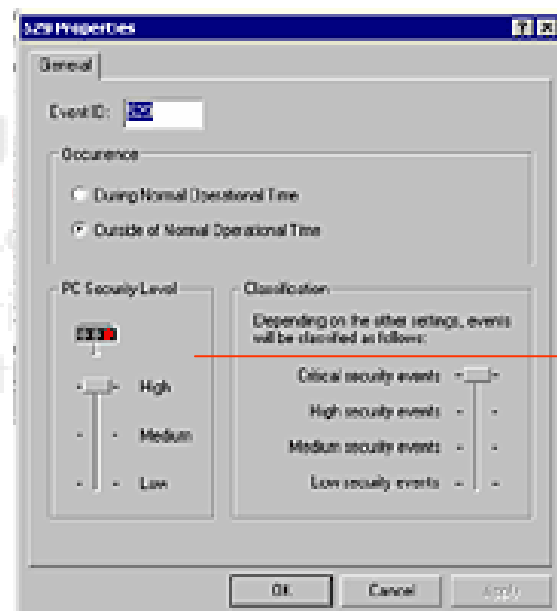 529 Properties
General
Event ID: 529
Occurrence
During Normal Operational Time
Outside of Normal Operational Time
PC Security Level
High
Medium
Low
Classification
Depending on the other settings, events
will be classified as follows:
Critical security events
High security events
Medium security events
Low security events
OK
Cancel
Apply